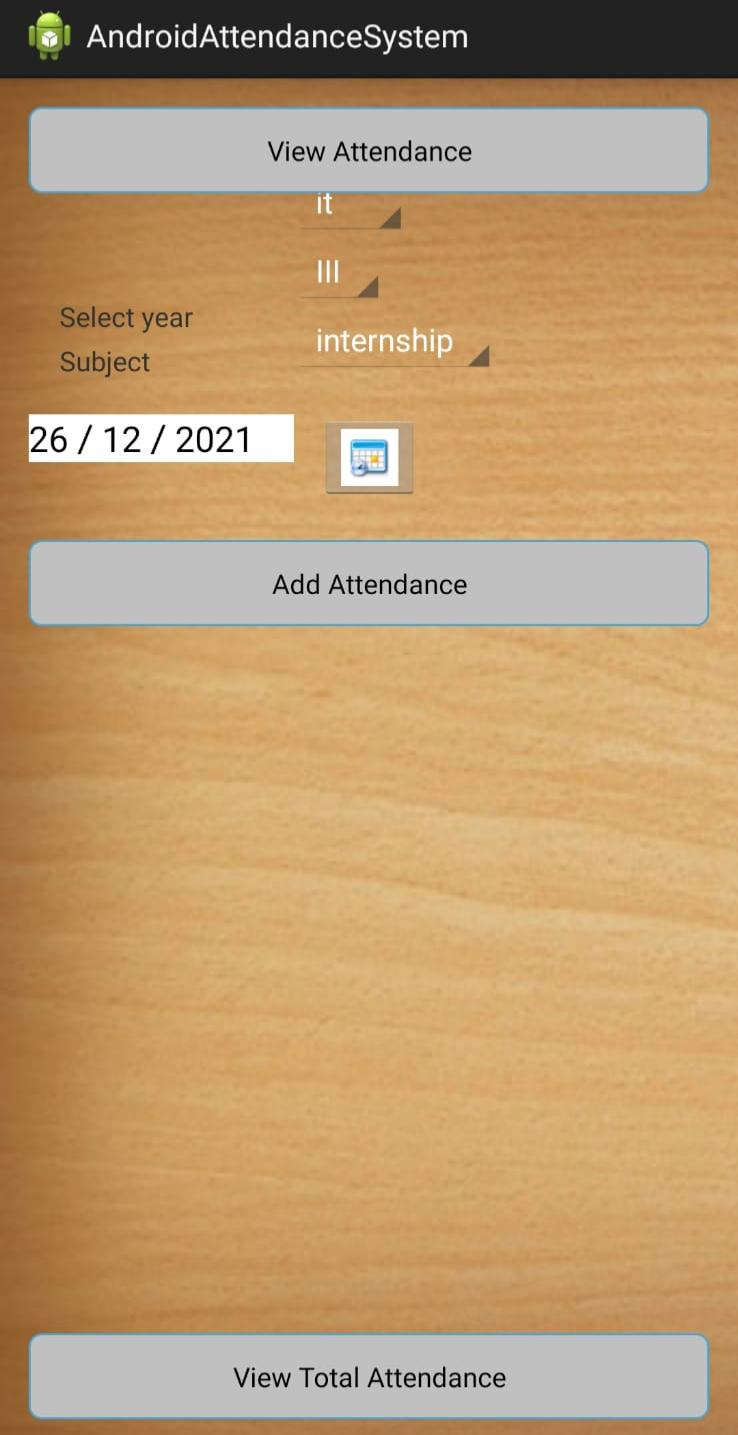 AndroidAttendanceSystem
View Attendance
it
III
Select year
internship
Subject
26 / 12 / 2021
Add Attendance
View Total Attendance